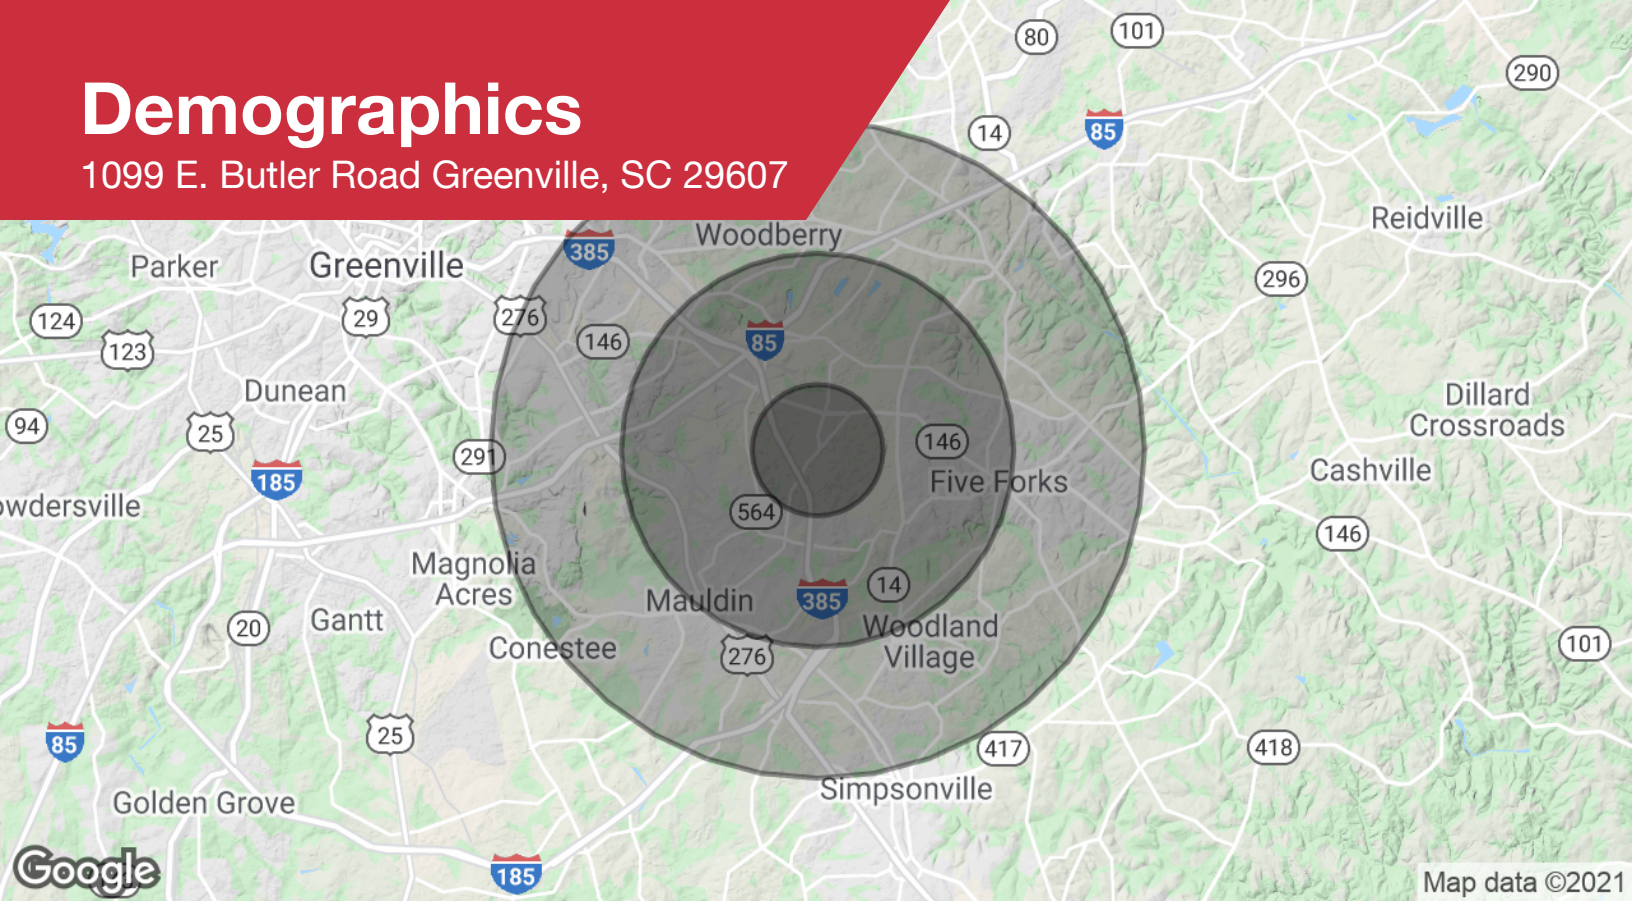 Demographics
1099 E. Butler Road Greenville, SC 29607
80
101
290
14
85
Reidville
Woodberry
385
Parker
Greenville
296
124
29
276
123
146
85
Dunean
Dillard
Crossroads
94
25
146
291
Cashville
185
Five Forks
owdersville
564
146
Magnolia
Acres
14
Mauldin
385
20
Gantt
Woodland
Village
101
Conestee
276
25
85
417
418
Simpsonville
Golden Grove
Google
185
Map data ©2021